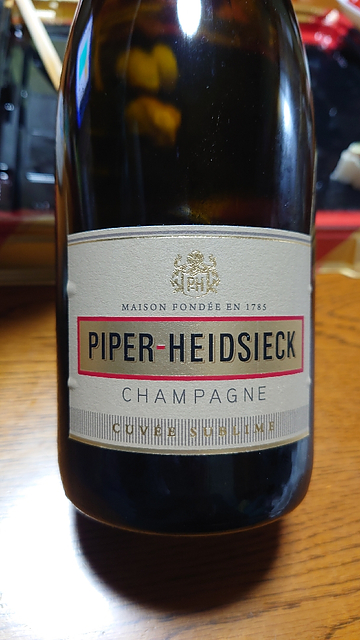 PH
MAISON FONDÉE EN 1785
PIPER-HEIDSIECK
CHAMPAGNE
CUVÉE SUBLIME